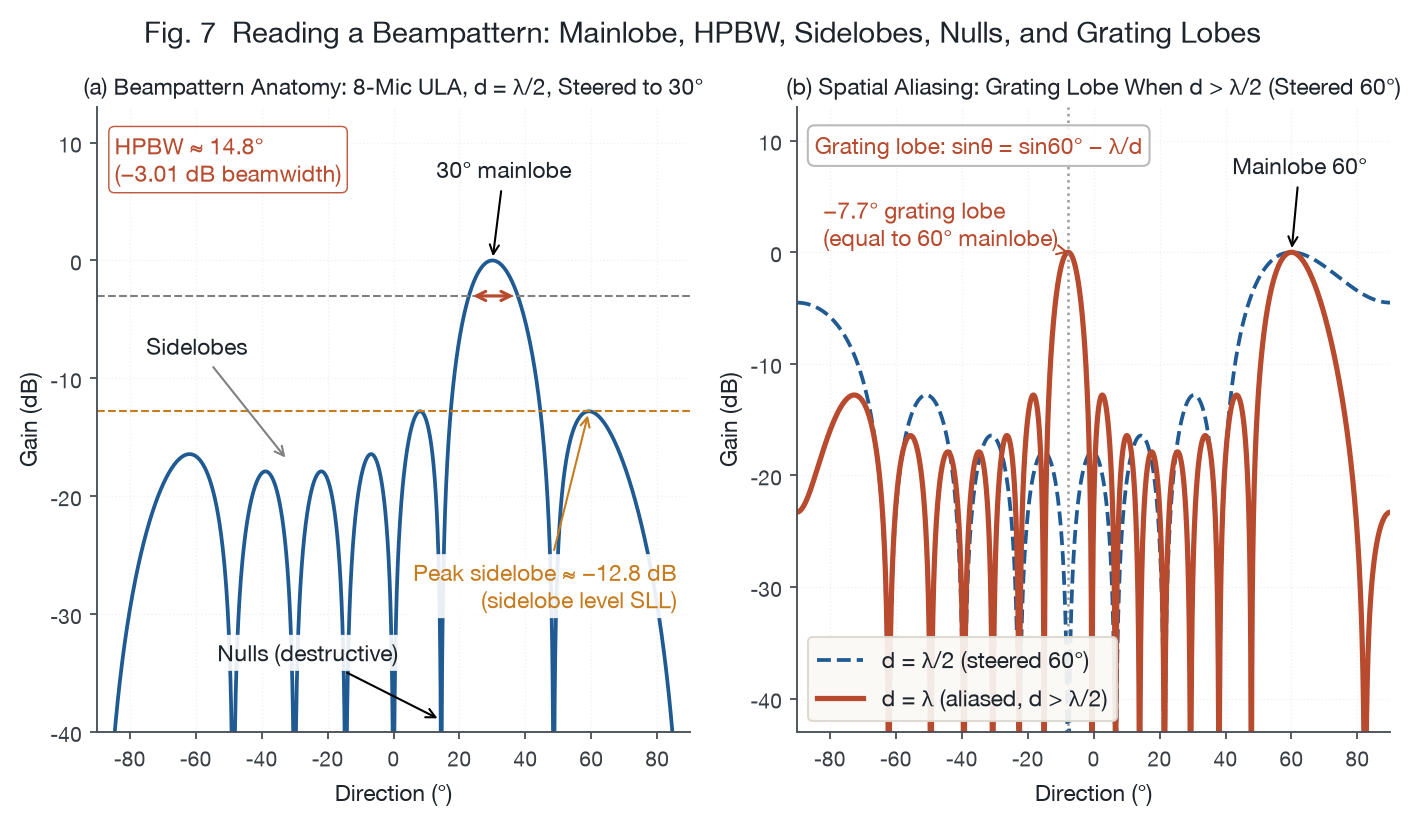 Fig. 7  Reading a Beampattern: Mainlobe, HPBW, Sidelobes, Nulls, and Grating Lobes
(a) Beampattern Anatomy: 8-Mic ULA, d = λ/2, Steered to 30°
HPBW ≈ 14.8°
(−3.01 dB beamwidth)
30° mainlobe
Sidelobes
Peak sidelobe ≈ −12.8 dB
(sidelobe level SLL)
Nulls (destructive)
Gain (dB)
10
0
-10
-20
-30
-40
-80 -60 -40 -20 0 20 40 60 80
Direction (°)
(b) Spatial Aliasing: Grating Lobe When d > λ/2 (Steered 60°)
Grating lobe: sinθ = sin60° − λ/d
Mainlobe 60°
−7.7° grating lobe
(equal to 60° mainlobe)
d = λ/2 (steered 60°)
d = λ (aliased, d > λ/2)
Gain (dB)
10
0
-10
-20
-30
-40
-80 -60 -40 -20 0 20 40 60 80
Direction (°)